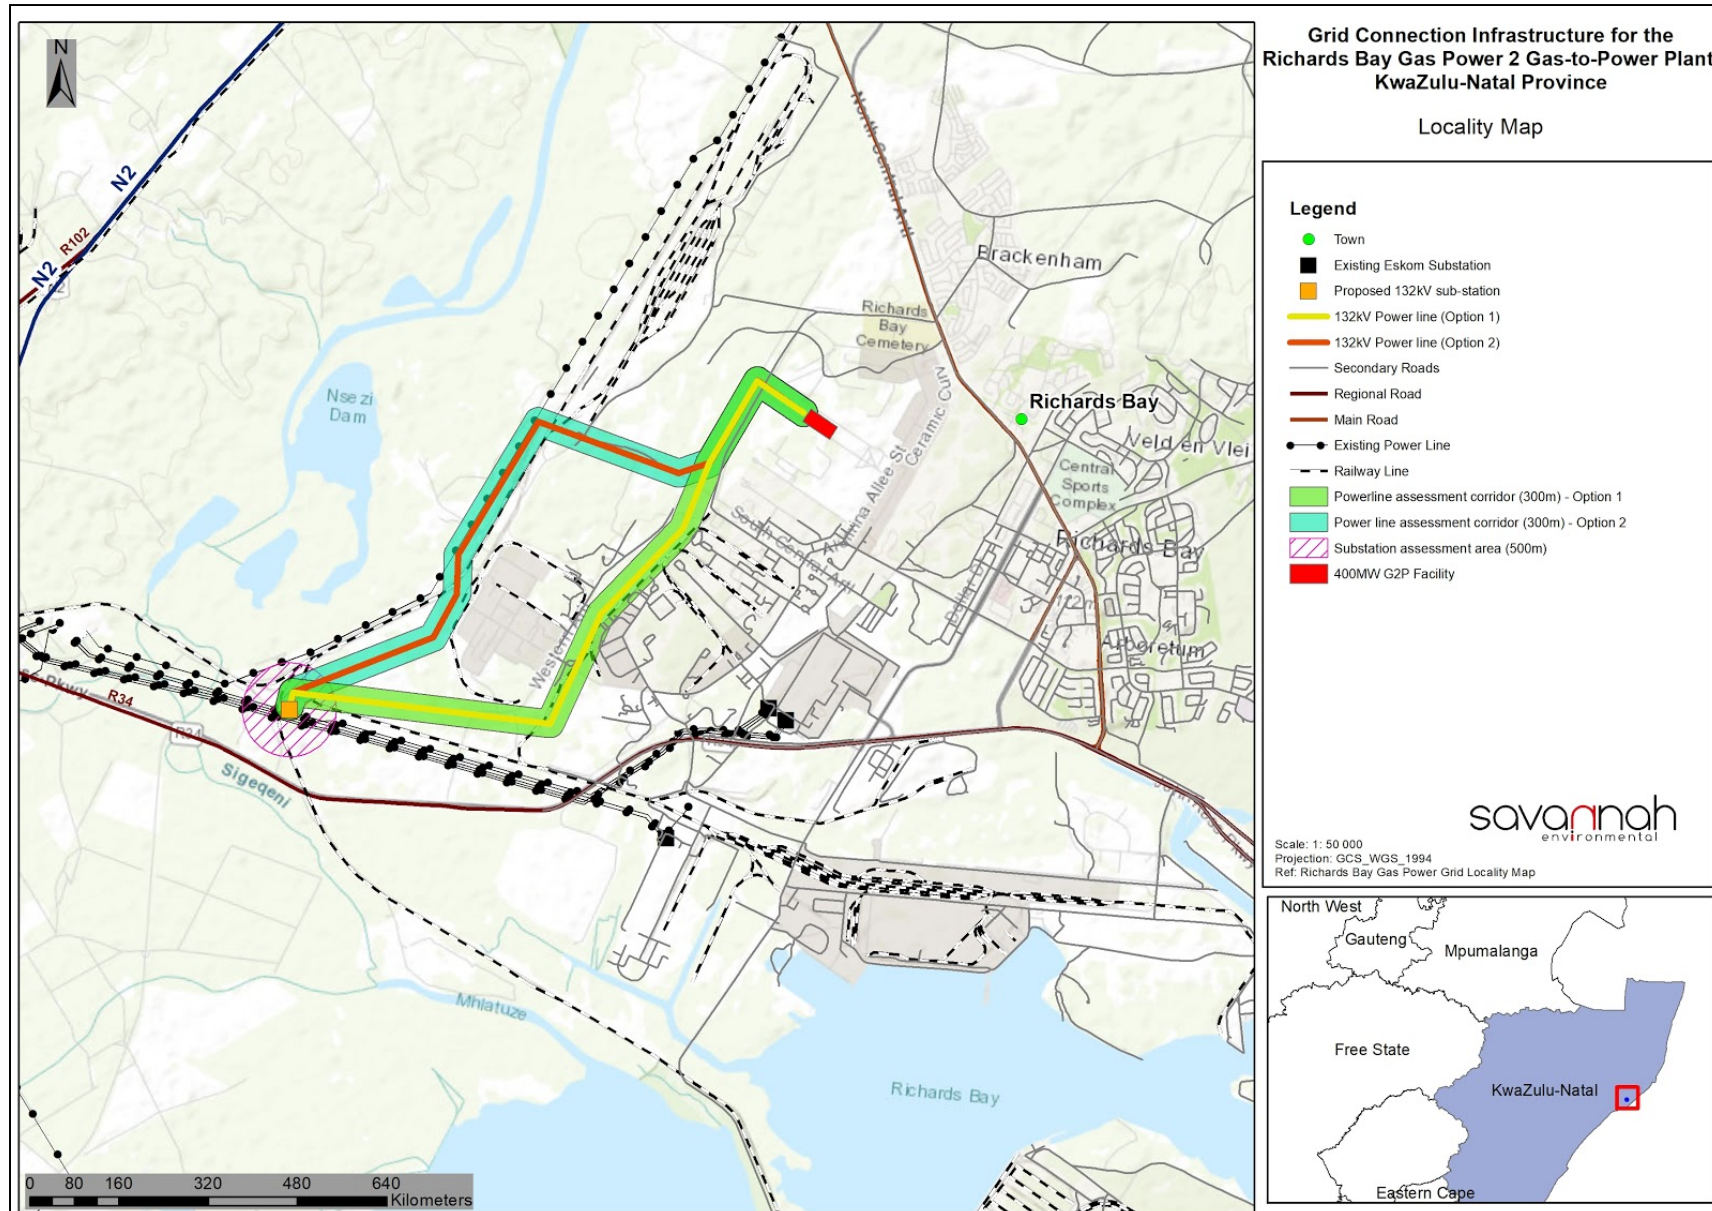 Grid Connection Infrastructure for the
Richards Bay Gas Power 2 Gas-to-Power Plant
KwaZulu-Natal Province
Locality Map
Legend
Town
Existing Eskom Substation
Proposed 132kV sub-station
132kV Power line (Option 1)
132kV Power line (Option 2)
Secondary Roads
Regional Road
Main Road
Existing Power Line
Railway Line
Powerline assessment corridor (300m) - Option 1
Power line assessment corridor (300m) - Option 2
Substation assessment area (500m)
400MW G2P Facility
savannah
environmental
Scale: 1: 50 000
Projection: GCS_WGS_1994
Ref: Richards Bay Gas Power Grid Locality Map
North West
Gauteng
Mpumalanga
Free State
KwaZulu-Natal
Eastern Cape
N
N2
R102
N2
North Central Artl
Brackenham
Richards
Bay
Cemetery
Nsezi
Dam
Richards Bay
Ceramic Curv
Veld en Vlei
Central
Sports
Complex
Alumina Allee St
South Central Artl
Richards Bay
Arboretum
R34
R34
Sigeqeni
Mhlatuze
Richards Bay
0 80 160 320 480 640
Kilometers